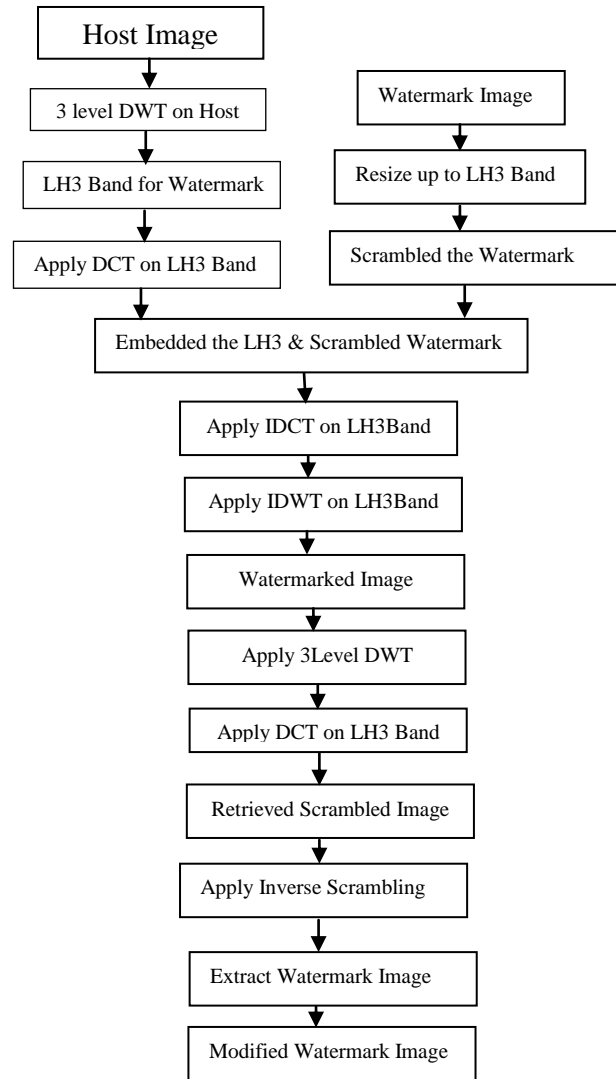 Host Image
3 level DWT on Host
LH3 Band for Watermark
Apply DCT on LH3 Band
Watermark Image
Resize up to LH3 Band
Scrambled the Watermark
Embedded the LH3 & Scrambled Watermark
Apply IDCT on LH3Band
Apply IDWT on LH3Band
Watermarked Image
Apply 3Level DWT
Apply DCT on LH3 Band
Retrieved Scrambled Image
Apply Inverse Scrambling
Extract Watermark Image
Modified Watermark Image